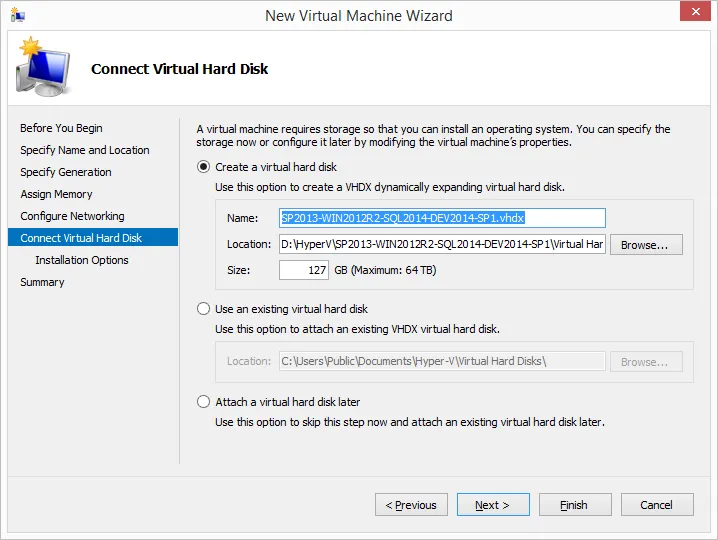 New Virtual Machine Wizard
Connect Virtual Hard Disk
Before You Begin
Specify Name and Location
Specify Generation
Assign Memory
Configure Networking
Connect Virtual Hard Disk
Installation Options
Summary
A virtual machine requires storage so that you can install an operating system. You can specify the
storage now or configure it later by modifying the virtual machine's properties.
Create a virtual hard disk
Use this option to create a VHDX dynamically expanding virtual hard disk.
Name: SP2013-WIN2012R2-SQL2014-DEV2014-SP1.vhdx
Location: D:\HyperV\SP2013-WIN2012R2-SQL2014-DEV2014-SP1\Virtual Har Browse...
Size: 127 GB (Maximum: 64 TB)
Use an existing virtual hard disk
Use this option to attach an existing VHDX virtual hard disk.
Location: C:\Users\Public\Documents\Hyper-V\Virtual Hard Disks\ Browse...
Attach a virtual hard disk later
Use this option to skip this step now and attach an existing virtual hard disk later.
< Previous Next > Finish Cancel